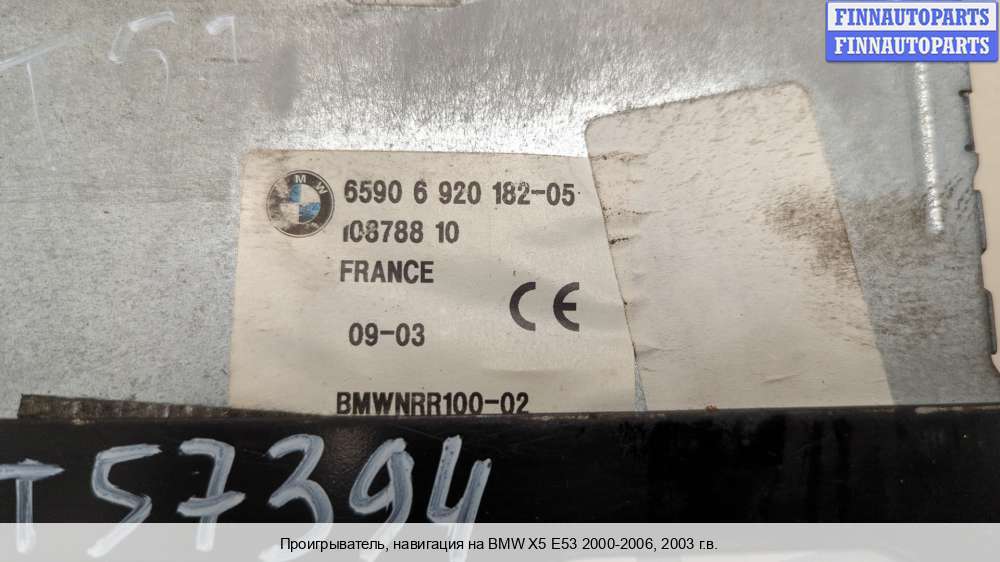 FINNAUTOPARTS
FINNAUTOPARTS
BMW
6590 6 920 182-05
108788 10
FRANCE
CE
09-03
BMWNRR100-02
T57394
Проигрыватель, навигация на BMW X5 E53 2000-2006, 2003 г.в.